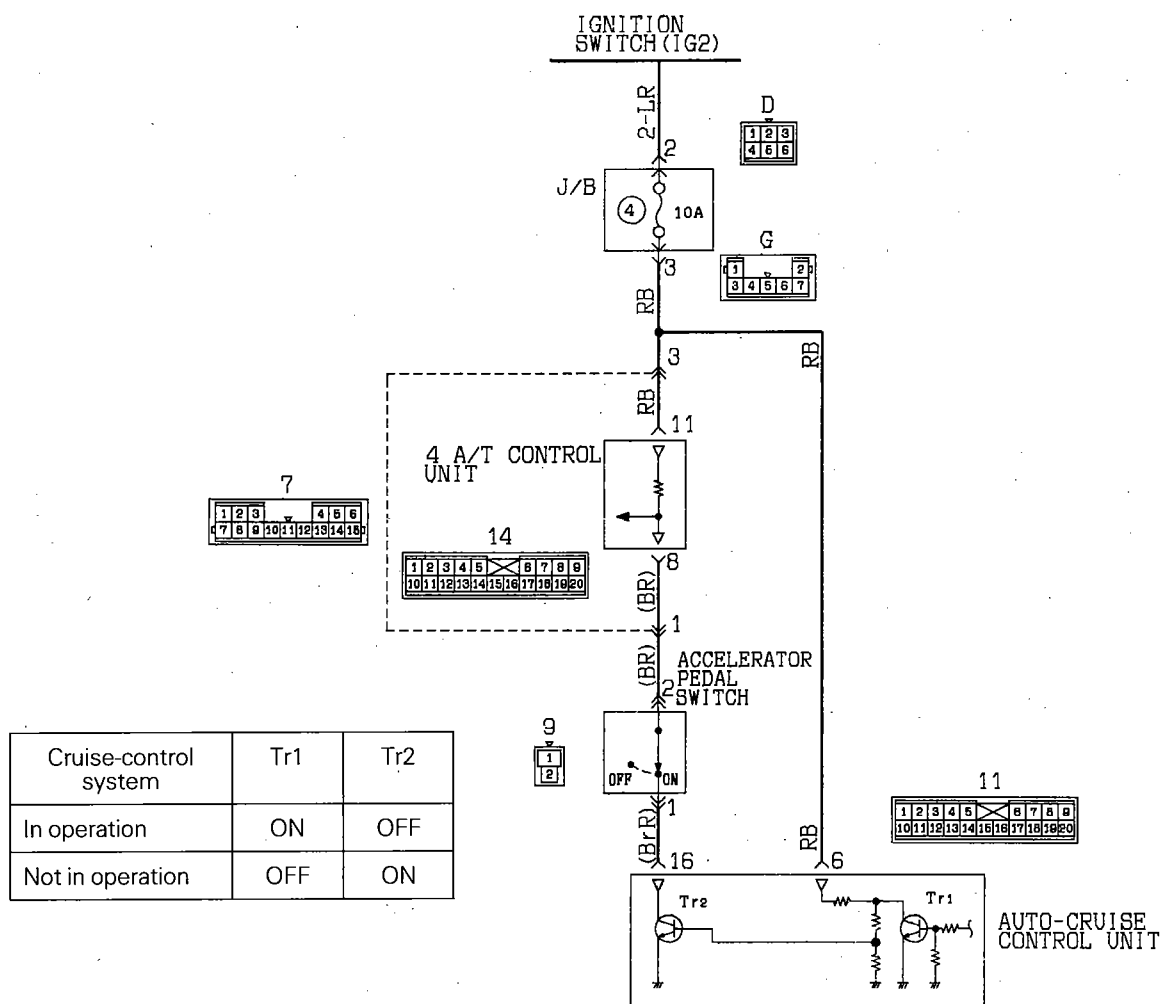 IGNITION
SWITCH(IG2)
2-LR
D
1 2 3
4 5 6
2
J/B
4
10A
G
1 2
3 4 5 6 7
3
RB
3
RB
RB
11
4 A/T CONTROL
UNIT
7
1 2 3 4 5 6
7 8 9 10 11 12 13 14 15
14
1 2 3 4 5 6 7 8 9
10 11 12 13 14 15 16 17 18 19 20
8
(BR)
1
(BR)
ACCELERATOR
PEDAL
SWITCH
2
9
1
2
OFF ON
1
(BrR)
16
RB
6
11
1 2 3 4 5 6 7 8 9
10 11 12 13 14 15 16 17 18 19 20
Cruise-control
system
Tr1
Tr2
In operation ON OFF
Not in operation OFF ON
Tr2
Tr1
AUTO-CRUISE
CONTROL UNIT